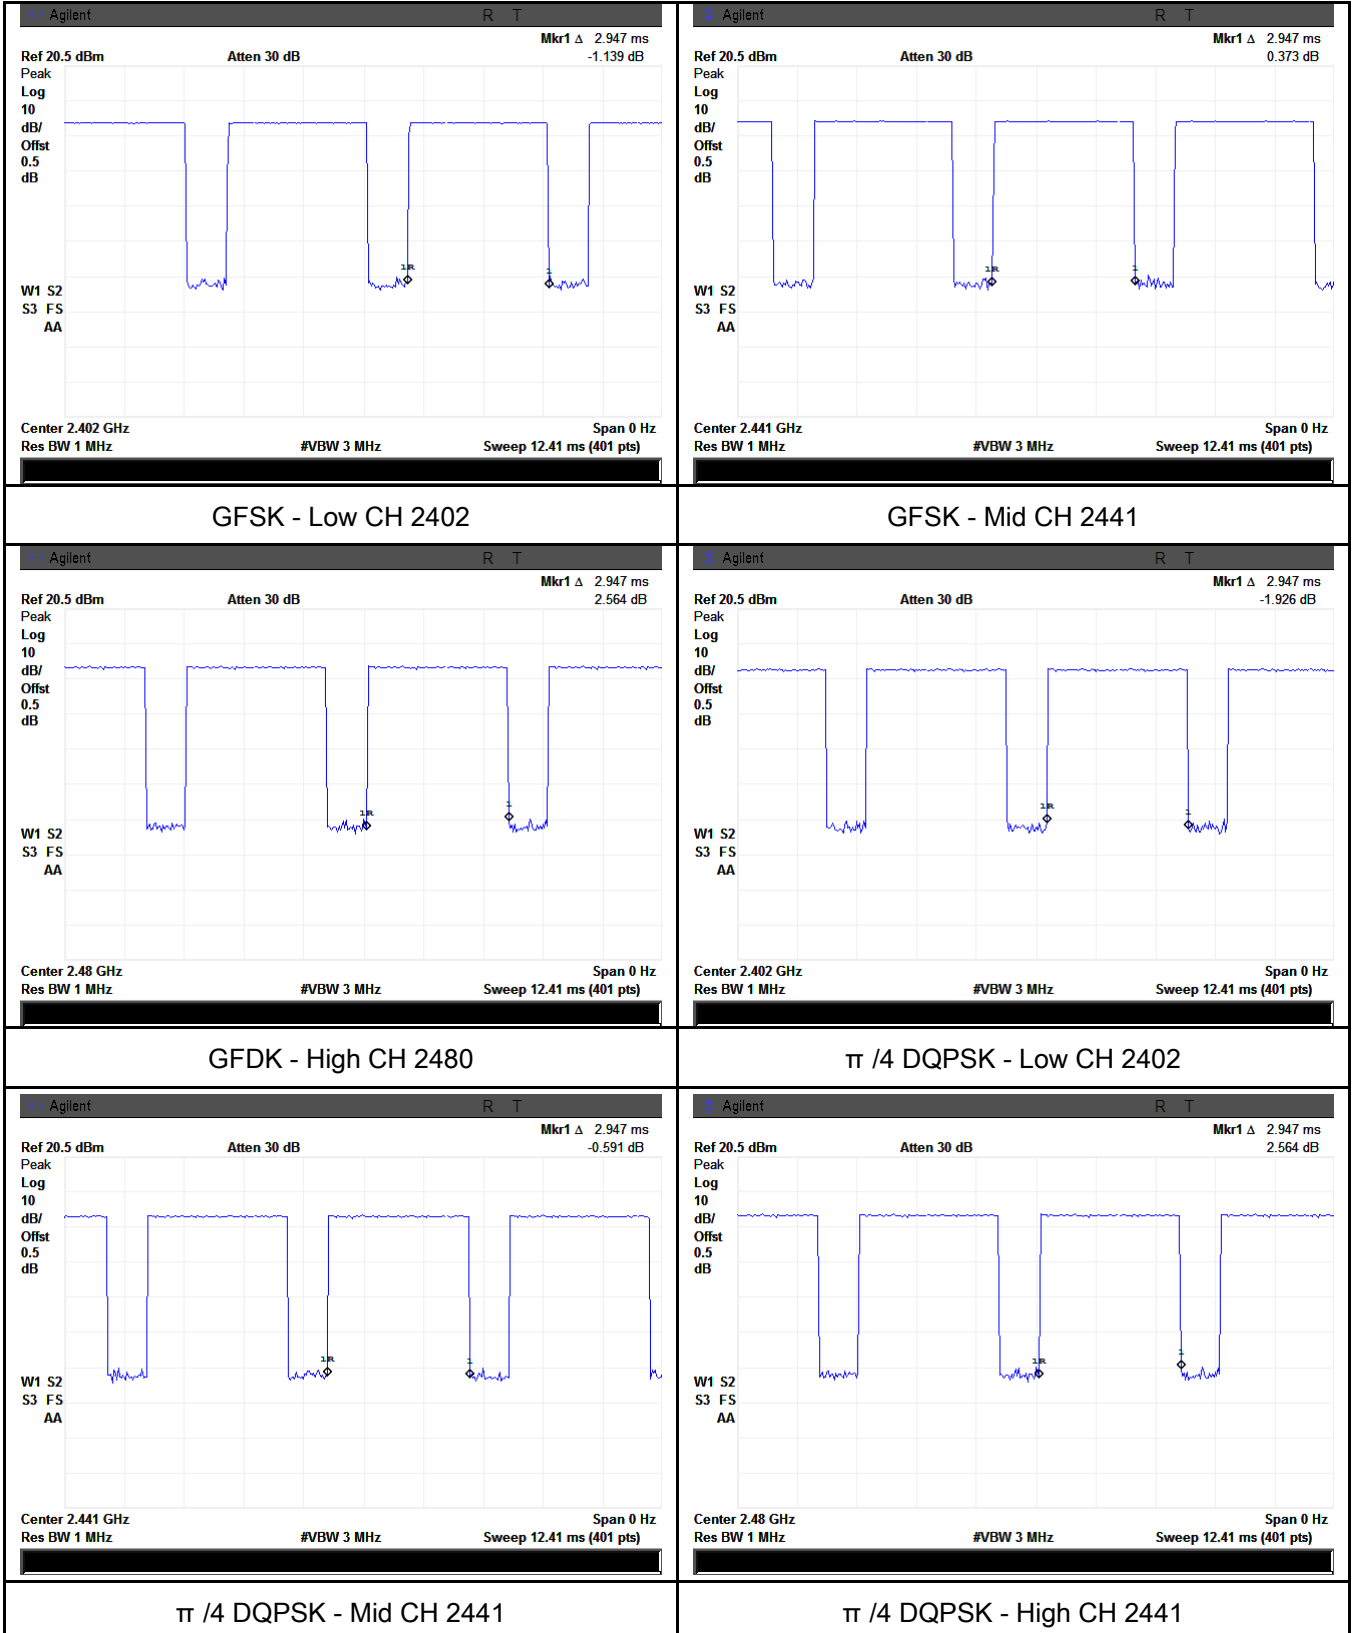 Agilent R T
Mkr1 Δ 2.947 ms
Ref 20.5 dBm Atten 30 dB -1.139 dB
Peak
Log
10
dB/
Offst
0.5
dB
1R
1
W1 S2
S3 FS
AA
Center 2.402 GHz Span 0 Hz
Res BW 1 MHz #VBW 3 MHz Sweep 12.41 ms (401 pts)
GFSK - Low CH 2402
Agilent R T
Mkr1 Δ 2.947 ms
Ref 20.5 dBm Atten 30 dB 0.373 dB
Peak
Log
10
dB/
Offst
0.5
dB
1R
1
W1 S2
S3 FS
AA
Center 2.441 GHz Span 0 Hz
Res BW 1 MHz #VBW 3 MHz Sweep 12.41 ms (401 pts)
GFSK - Mid CH 2441
Agilent R T
Mkr1 Δ 2.947 ms
Ref 20.5 dBm Atten 30 dB 2.564 dB
Peak
Log
10
dB/
Offst
0.5
dB
1R
1
W1 S2
S3 FS
AA
Center 2.48 GHz Span 0 Hz
Res BW 1 MHz #VBW 3 MHz Sweep 12.41 ms (401 pts)
GFDK - High CH 2480
Agilent R T
Mkr1 Δ 2.947 ms
Ref 20.5 dBm Atten 30 dB -1.926 dB
Peak
Log
10
dB/
Offst
0.5
dB
1R
1
W1 S2
S3 FS
AA
Center 2.402 GHz Span 0 Hz
Res BW 1 MHz #VBW 3 MHz Sweep 12.41 ms (401 pts)
π /4 DQPSK - Low CH 2402
Agilent R T
Mkr1 Δ 2.947 ms
Ref 20.5 dBm Atten 30 dB -0.591 dB
Peak
Log
10
dB/
Offst
0.5
dB
1R
1
W1 S2
S3 FS
AA
Center 2.441 GHz Span 0 Hz
Res BW 1 MHz #VBW 3 MHz Sweep 12.41 ms (401 pts)
π /4 DQPSK - Mid CH 2441
Agilent R T
Mkr1 Δ 2.947 ms
Ref 20.5 dBm Atten 30 dB 2.564 dB
Peak
Log
10
dB/
Offst
0.5
dB
1R
1
W1 S2
S3 FS
AA
Center 2.48 GHz Span 0 Hz
Res BW 1 MHz #VBW 3 MHz Sweep 12.41 ms (401 pts)
π /4 DQPSK - High CH 2441